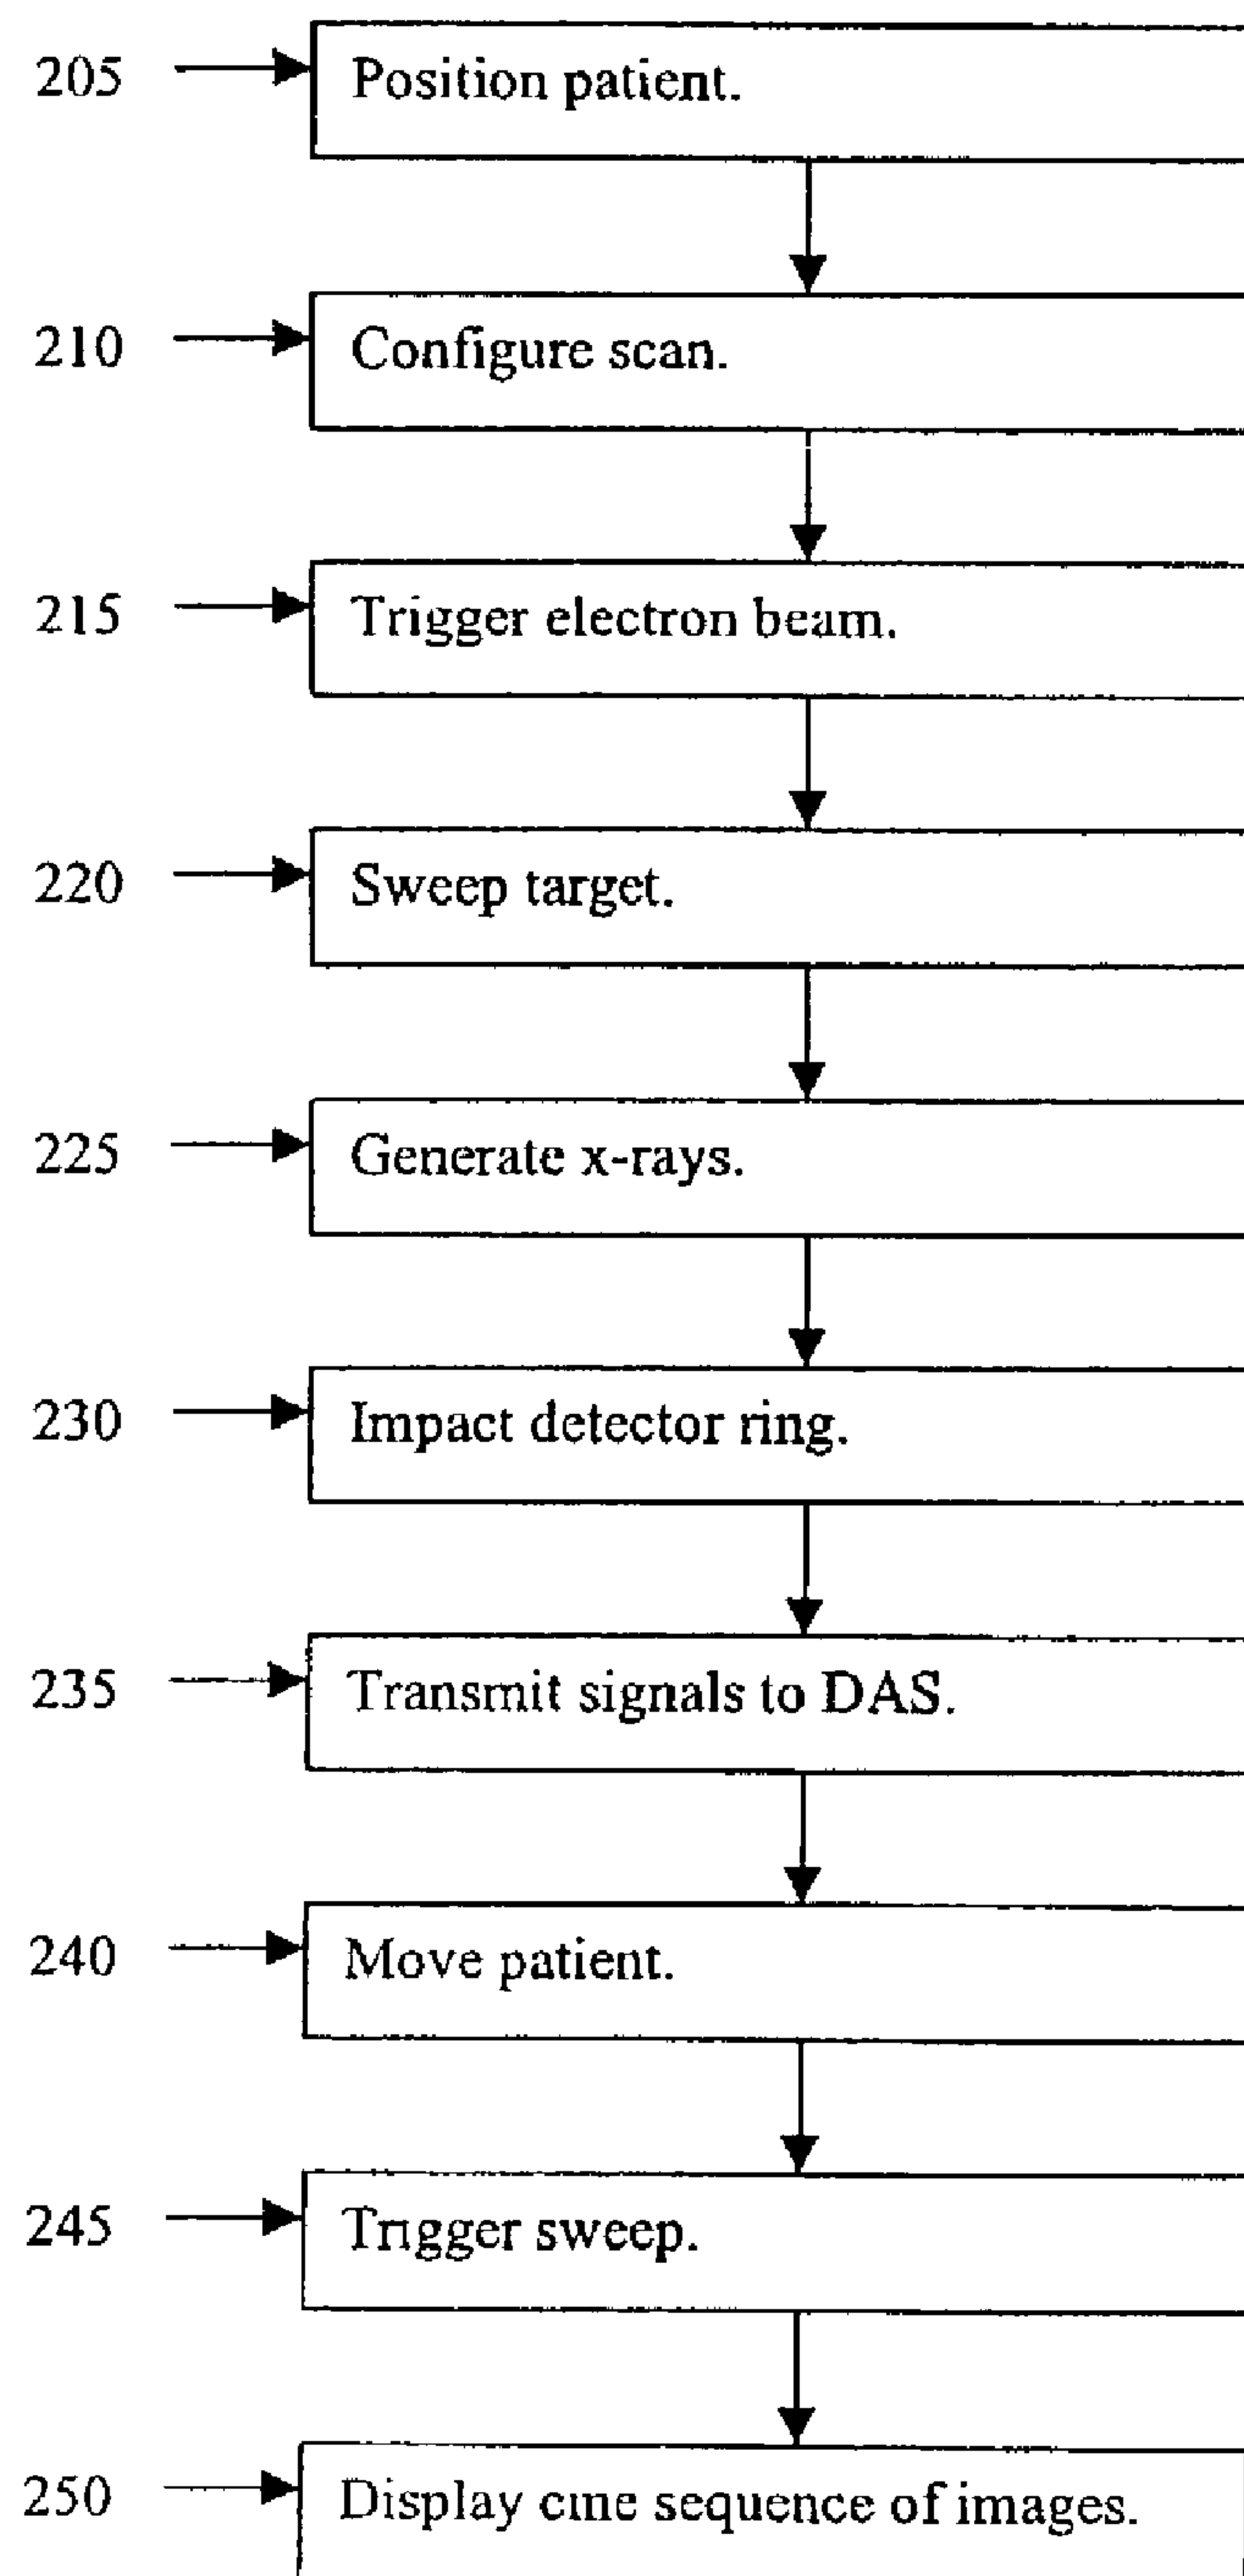 205 Position patient.
210 Configure scan.
215 Trigger electron beam.
220 Sweep target.
225 Generate x-rays.
230 Impact detector ring.
235 Transmit signals to DAS.
240 Move patient.
245 Trigger sweep.
250 Display cine sequence of images.